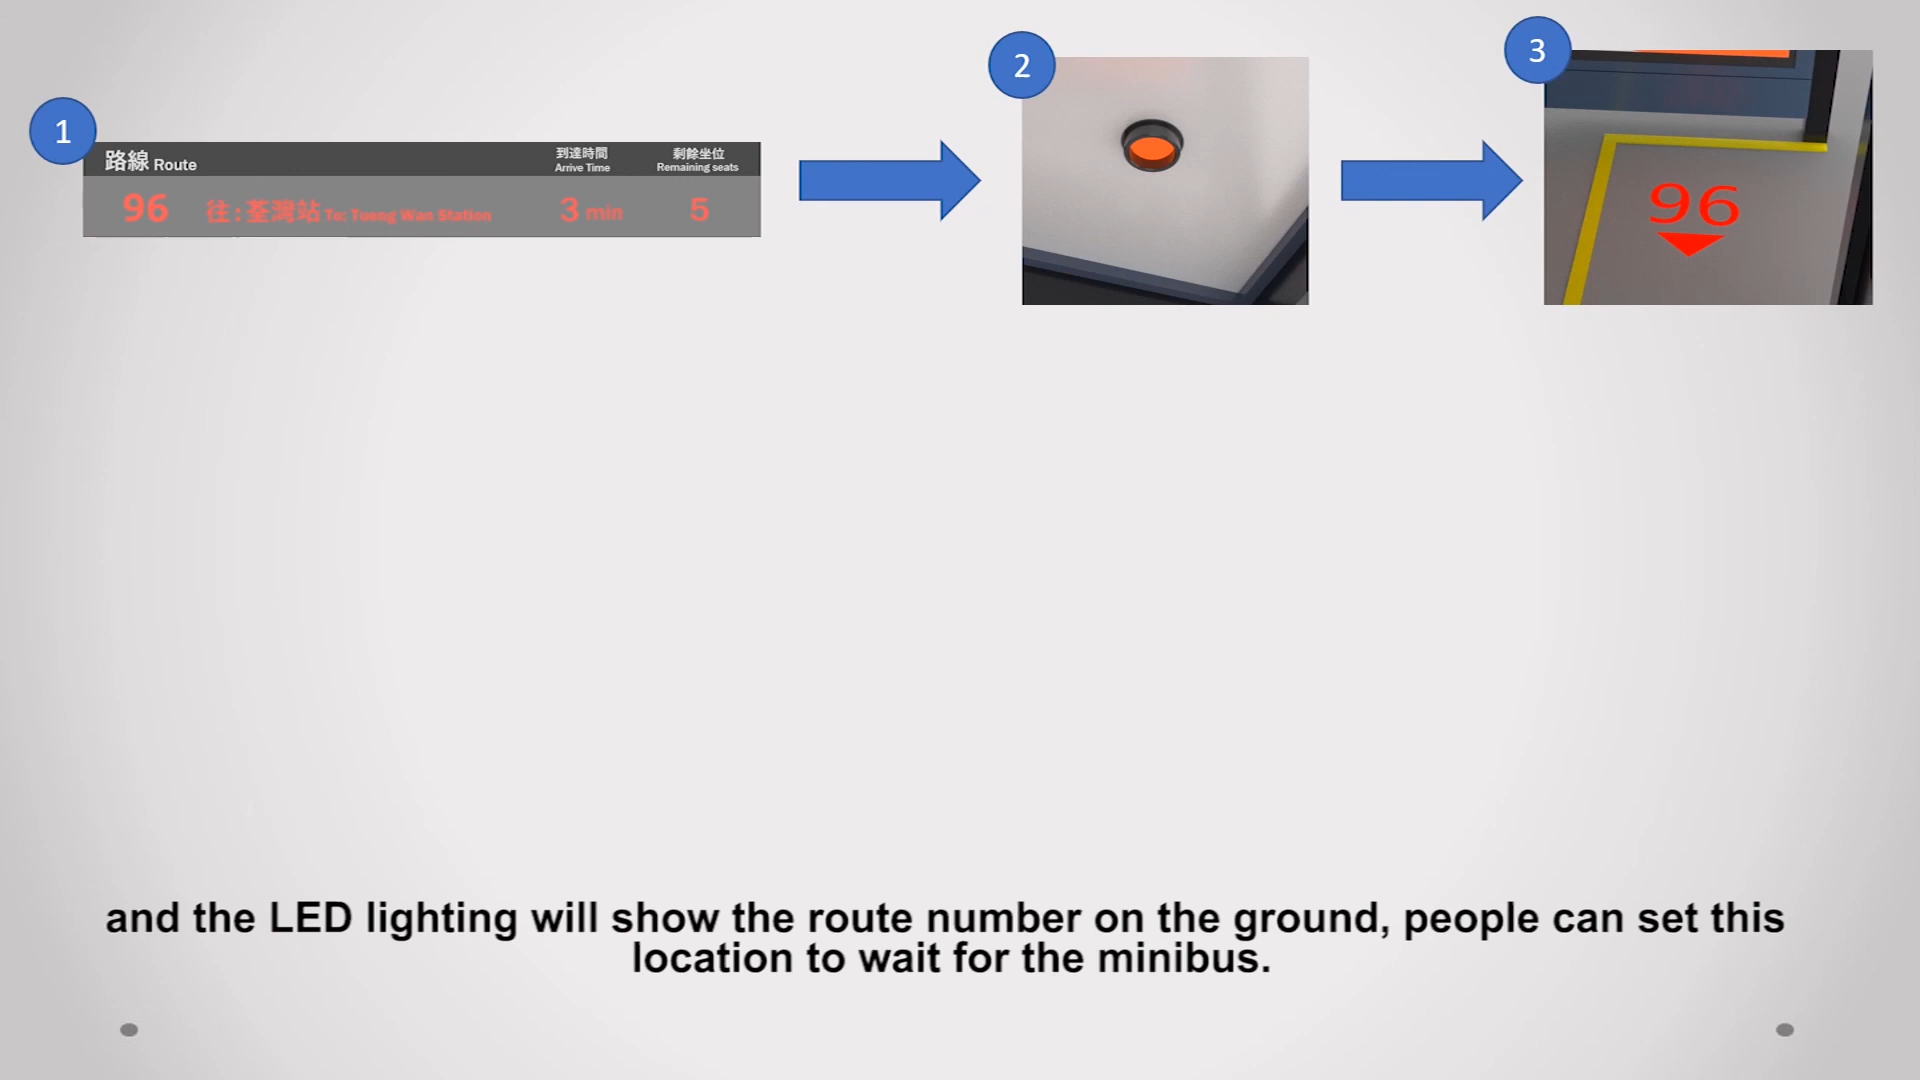 1
路線 Route
到達時間
Arrive Time
剩餘坐位
Remaining seats
96 往:荃灣站 To: Tueng Wan Station 3 min 5
2
3
96
and the LED lighting will show the route number on the ground, people can set this
location to wait for the minibus.